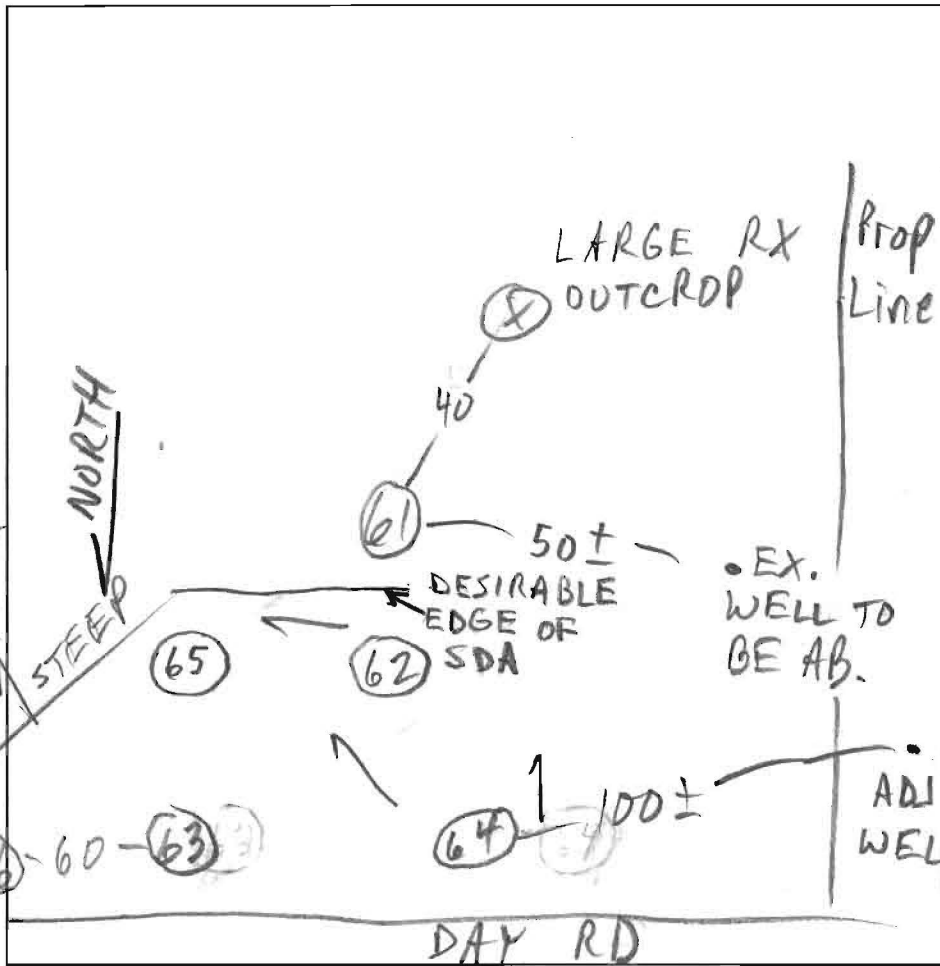 LARGE RX
OUTCROP
X
Prop
Line
40
NORTH
61
50±
• EX.
WELL TO
BE AB.
DESIRABLE
EDGE OF
SDA
STEEP
65
62
100±
ADJ
WEL
60
63
64
DAY RD